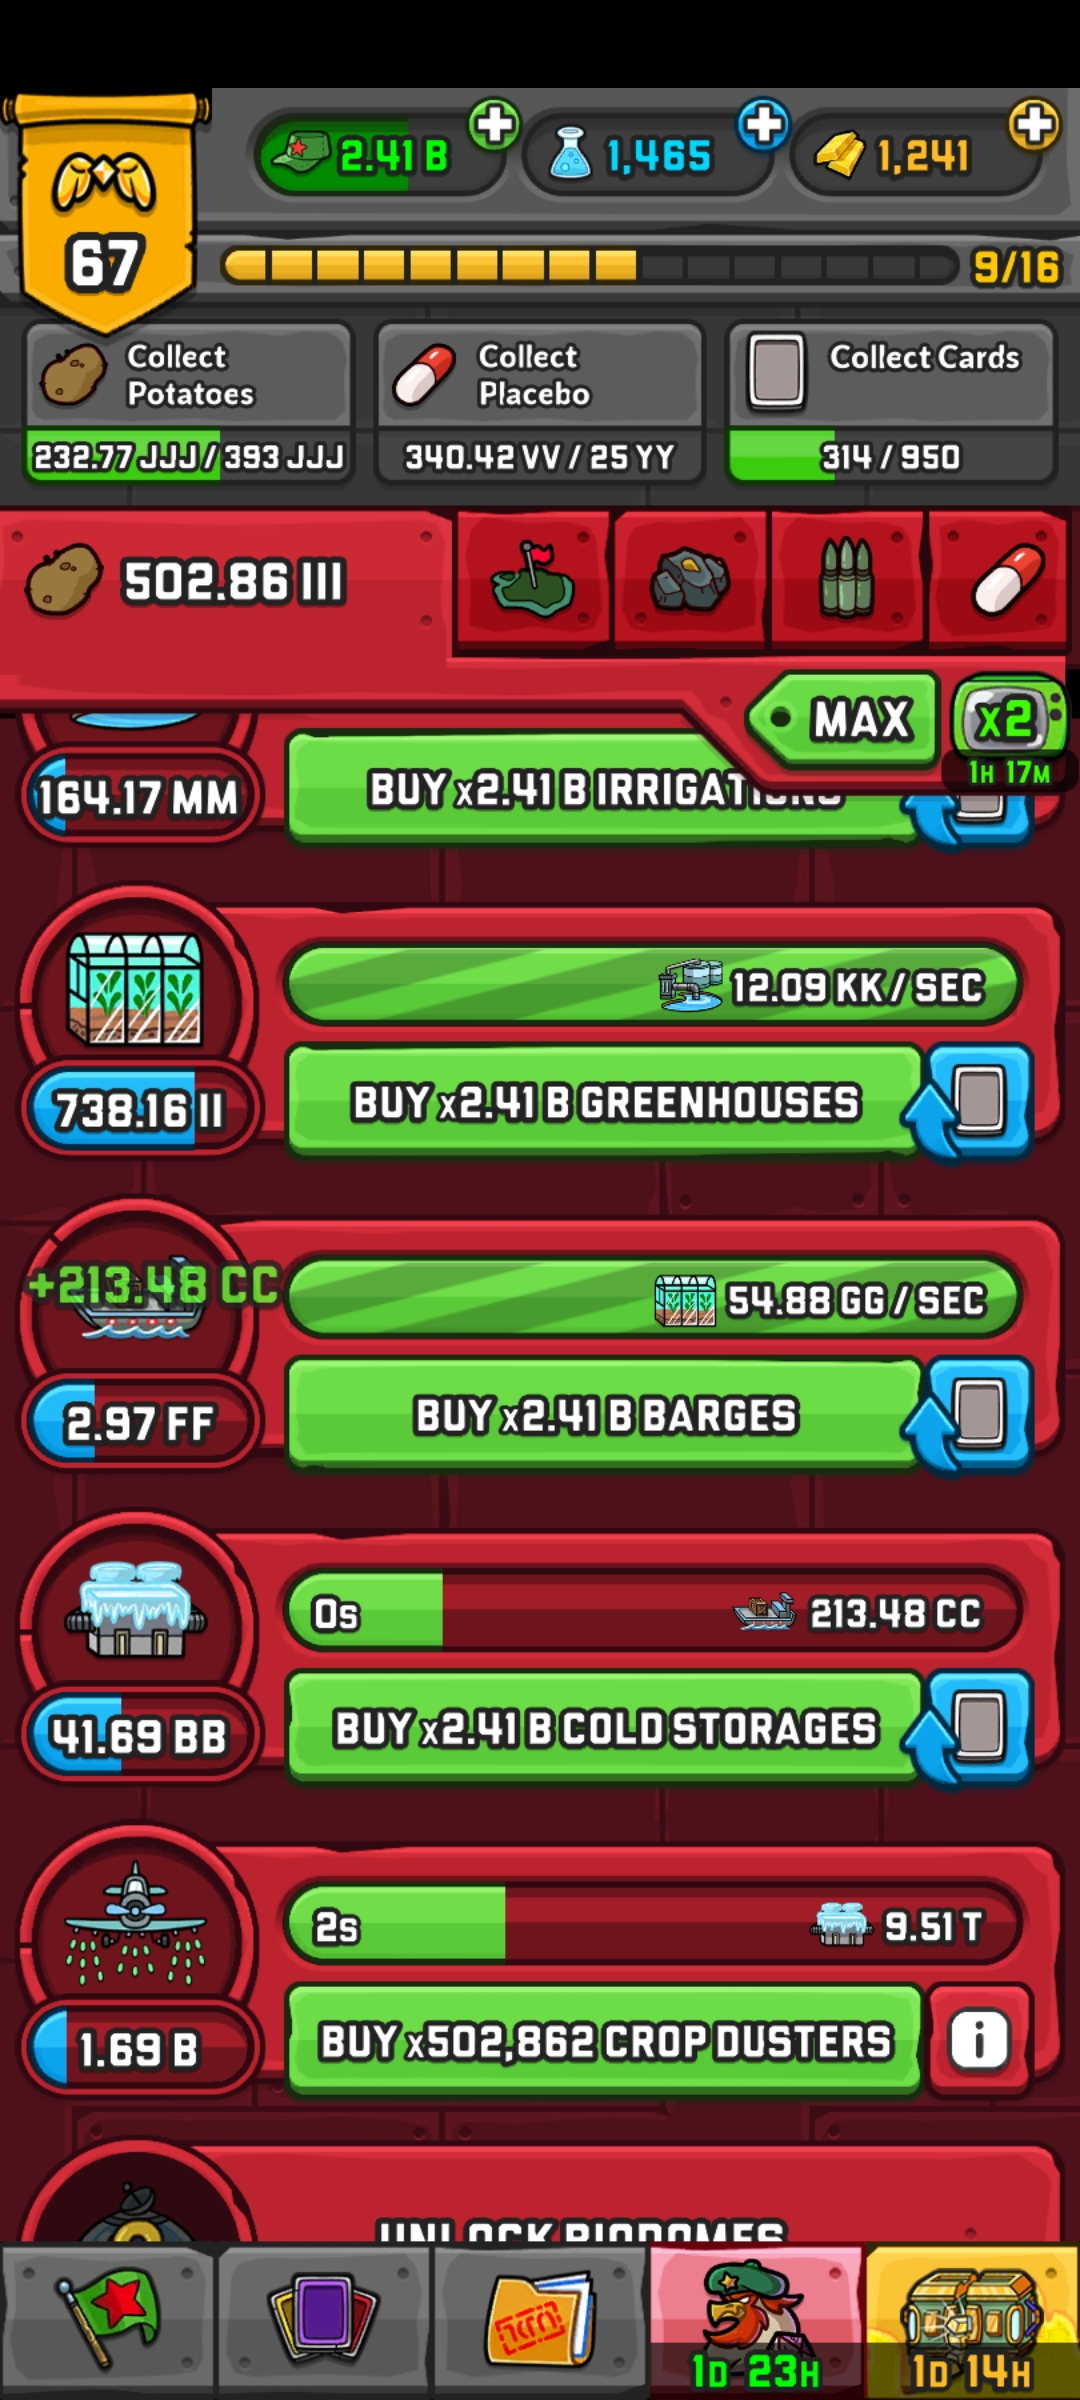 2.41 B
1,465
1,241
67
9/16
Collect Potatoes
232.77 JJJ / 393 JJJ
Collect Placebo
340.42 VV / 25 YY
Collect Cards
314 / 950
502.86 III
MAX
x2
1H 17M
164.17 MM
BUY x2.41 B IRRIGATIONS
12.09 KK / SEC
738.16 II
BUY x2.41 B GREENHOUSES
+213.48 CC
54.88 GG / SEC
2.97 FF
BUY x2.41 B BARGES
0s
213.48 CC
41.69 BB
BUY x2.41 B COLD STORAGES
2s
9.51 T
1.69 B
BUY x502,862 CROP DUSTERS
i
UNLOCK BIODOMES
1D 23H
1D 14H